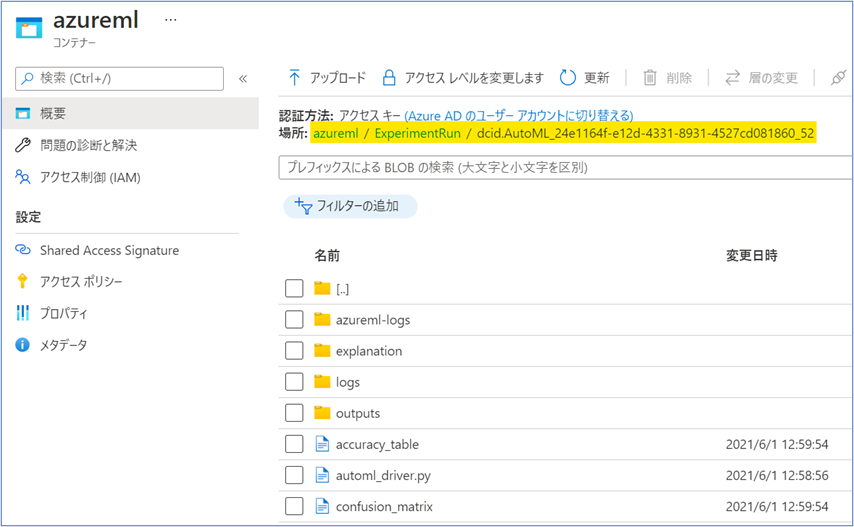 azureml ...
コンテナー
検索 (Ctrl+/)
«
概要
問題の診断と解決
アクセス制御 (IAM)
設定
Shared Access Signature
アクセス ポリシー
プロパティ
メタデータ
アップロード アクセス レベルを変更します 更新 削除 層の変更
認証方法: アクセス キー (Azure AD のユーザー アカウントに切り替える)
場所: azureml / ExperimentRun / dcid.AutoML_24e1164f-e12d-4331-8931-4527cd081860_52
プレフィックスによる BLOB の検索 (大文字と小文字を区別)
フィルターの追加
名前 変更日時
[..]
azureml-logs
explanation
logs
outputs
accuracy_table 2021/6/1 12:59:54
automl_driver.py 2021/6/1 12:58:56
confusion_matrix 2021/6/1 12:59:54